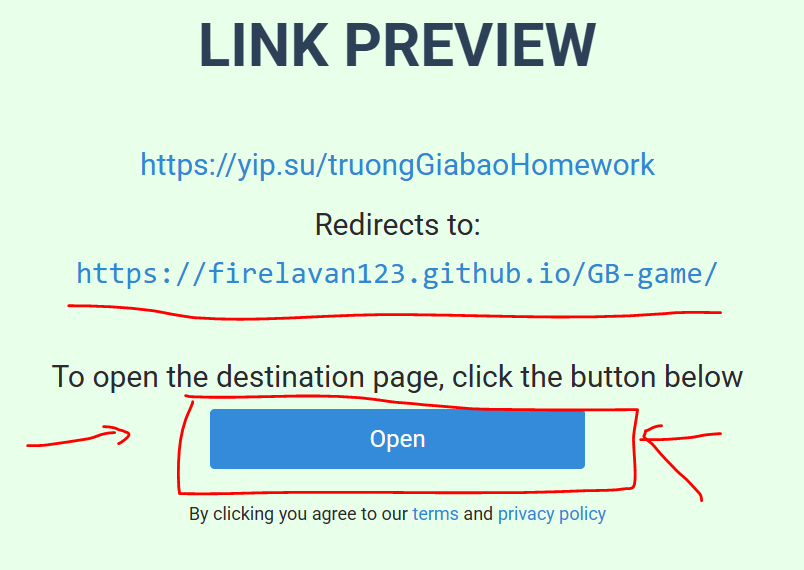 LINK PREVIEW
https://yip.su/truongGiabaoHomework
Redirects to:
https://firelavan123.github.io/GB-game/
To open the destination page, click the button below
Open
By clicking you agree to our terms and privacy policy